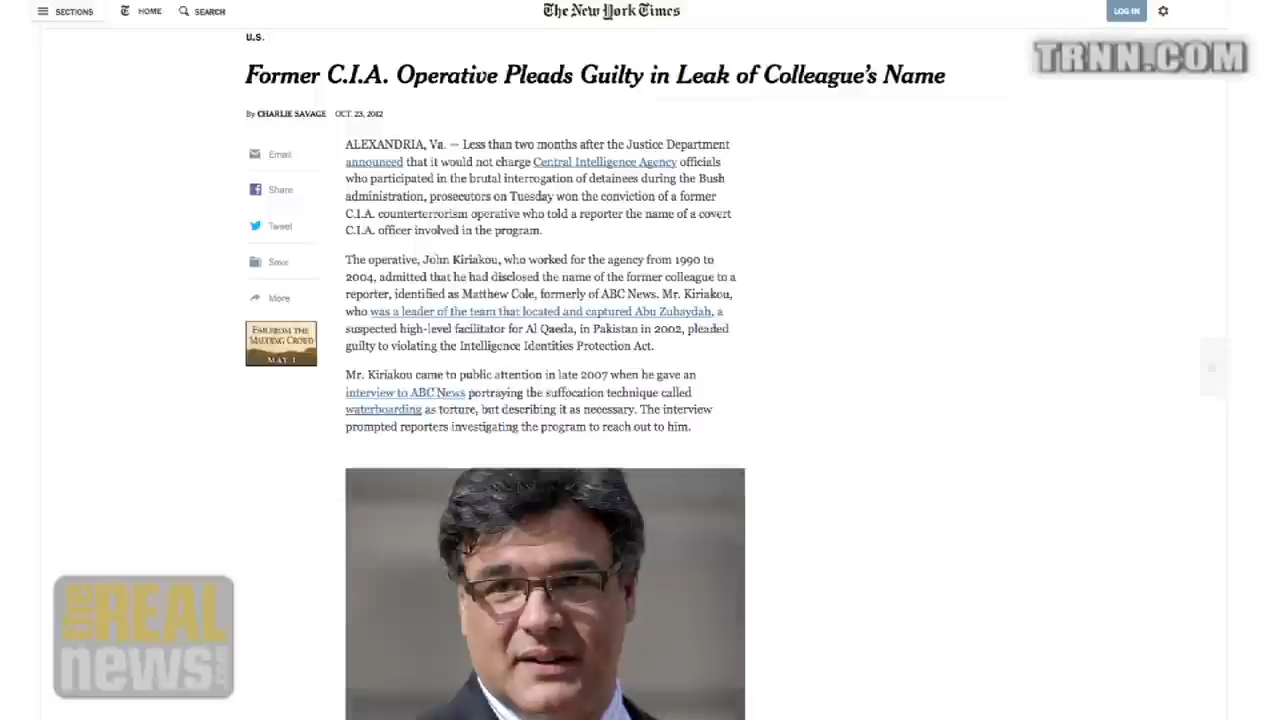 SECTIONS HOME SEARCH The New York Times LOG IN
TRNN.COM
U.S.
Former C.I.A. Operative Pleads Guilty in Leak of Colleague's Name
By CHARLIE SAVAGE OCT. 23, 2012
Email
Share
Tweet
Save
More
FAR FROM THE
MADDING CROWD
MAY 1
ALEXANDRIA, Va. — Less than two months after the Justice Department
announced that it would not charge Central Intelligence Agency officials
who participated in the brutal interrogation of detainees during the Bush
administration, prosecutors on Tuesday won the conviction of a former
C.I.A. counterterrorism operative who told a reporter the name of a covert
C.I.A. officer involved in the program.
The operative, John Kiriakou, who worked for the agency from 1990 to
2004, admitted that he had disclosed the name of the former colleague to a
reporter, identified as Matthew Cole, formerly of ABC News. Mr. Kiriakou,
who was a leader of the team that located and captured Abu Zubaydah, a
suspected high-level facilitator for Al Qaeda, in Pakistan in 2002, pleaded
guilty to violating the Intelligence Identities Protection Act.
Mr. Kiriakou came to public attention in late 2007 when he gave an
interview to ABC News portraying the suffocation technique called
waterboarding as torture, but describing it as necessary. The interview
prompted reporters investigating the program to reach out to him.
the REAL
news.com